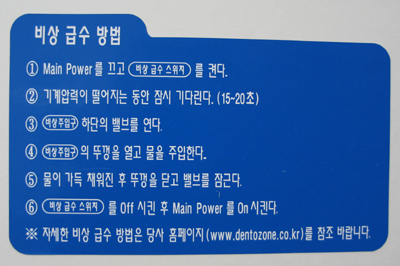 비상 급수 방법
① Main Power를 끄고 비상 급수 스위치 를 켠다.
② 기계압력이 떨어지는 동안 잠시 기다린다. (15~20초)
③ 비상주입구 하단의 밸브를 연다.
④ 비상주입구 의 뚜껑을 열고 물을 주입한다.
⑤ 물이 가득 채워진 후 뚜껑을 닫고 밸브를 잠근다.
⑥ 비상 급수 스위치 를 Off 시킨 후 Main Power 를 On 시킨다.
※ 자세한 비상 급수 방법은 당사 홈페이지(www.dentozone.co.kr)를 참조 바랍니다.